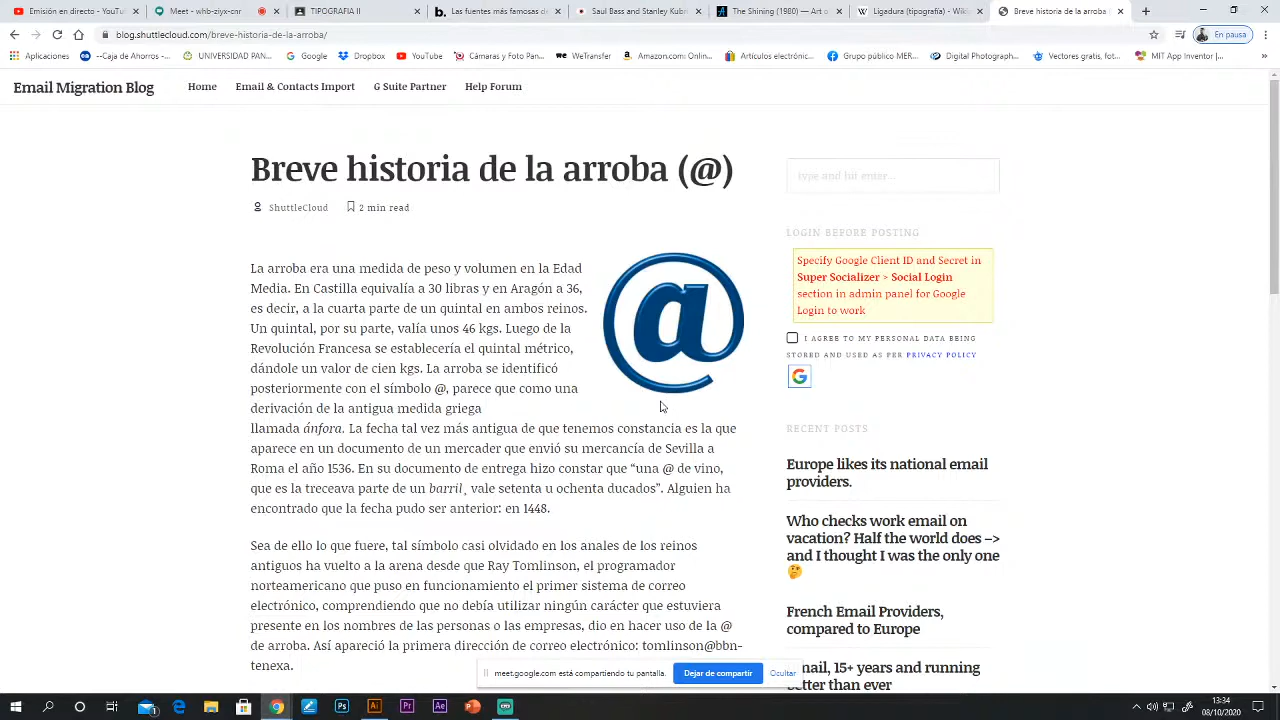 Emisión en directo - YouTub
Meet - whb-ziyx-cnr
TIPOGRAFIA II
Las fuentes más famosas de
Saul Bass and Stanley Kubri
The Shining (1980) — Art o
Ligadura (tipografía) - Wiki
Breve historia de la arroba (
blog.shuttlecloud.com/breve-historia-de-la-arroba/
En pausa
Aplicaciones
--Caja de Ahorros-...
UNIVERSIDAD PAN...
Google
Dropbox
YouTube
Cámaras y Foto Pan...
WeTransfer
Amazon.com: Onlin...
Artículos electrónic...
Grupo público MER...
Digital Photograph...
Vectores gratis, fot...
MIT App Inventor |...
Email Migration Blog
Home
Email & Contacts Import
G Suite Partner
Help Forum
Breve historia de la arroba (@)
ShuttleCloud
2 min read
La arroba era una medida de peso y volumen en la Edad
Media. En Castilla equivalía a 30 libras y en Aragón a 36,
es decir, a la cuarta parte de un quintal en ambos reinos.
Un quintal, por su parte, valía unos 46 kgs. Luego de la
Revolución Francesa se establecería el quintal métrico,
dándole un valor de cien kgs. La arroba se identificó
posteriormente con el símbolo @, parece que como una
derivación de la antigua medida griega
llamada ánfora. La fecha tal vez más antigua de que tenemos constancia es la que
aparece en un documento de un mercader que envió su mercancía de Sevilla a
Roma el año 1536. En su documento de entrega hizo constar que “una @ de vino,
que es la treceava parte de un barril¸ vale setenta u ochenta ducados”. Alguien ha
encontrado que la fecha pudo ser anterior: en 1448.
Sea de ello lo que fuere, tal símbolo casi olvidado en los anales de los reinos
antiguos ha vuelto a la arena desde que Ray Tomlinson, el programador
norteamericano que puso en funcionamiento el primer sistema de correo
electrónico, comprendiendo que no debía utilizar ningún carácter que estuviera
presente en los nombres de las personas o las empresas, dio en hacer uso de la @
de arroba. Así apareció la primera dirección de correo electrónico: tomlinson@bbn-
tenexa.
@
type and hit enter...
LOGIN BEFORE POSTING
Specify Google Client ID and Secret in
Super Socializer > Social Login
section in admin panel for Google
Login to work
I AGREE TO MY PERSONAL DATA BEING
STORED AND USED AS PER PRIVACY POLICY
RECENT POSTS
Europe likes its national email
providers.
Who checks work email on
vacation? Half the world does –>
and I thought I was the only one
🤔
French Email Providers,
compared to Europe
mail, 15+ years and running
better than ever
meet.google.com está compartiendo tu pantalla.
Dejar de compartir
Ocultar
13:34
08/10/2020